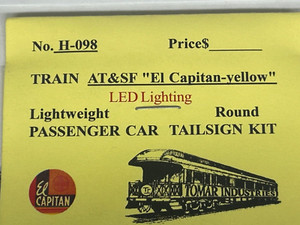 No. H-098 Price$
TRAIN AT&SF "El Capitan-yellow"
LED Lighting
Lightweight Round
PASSENGER CAR TAILSIGN KIT
El
CAPITAN
TOMAR INDUSTRIES